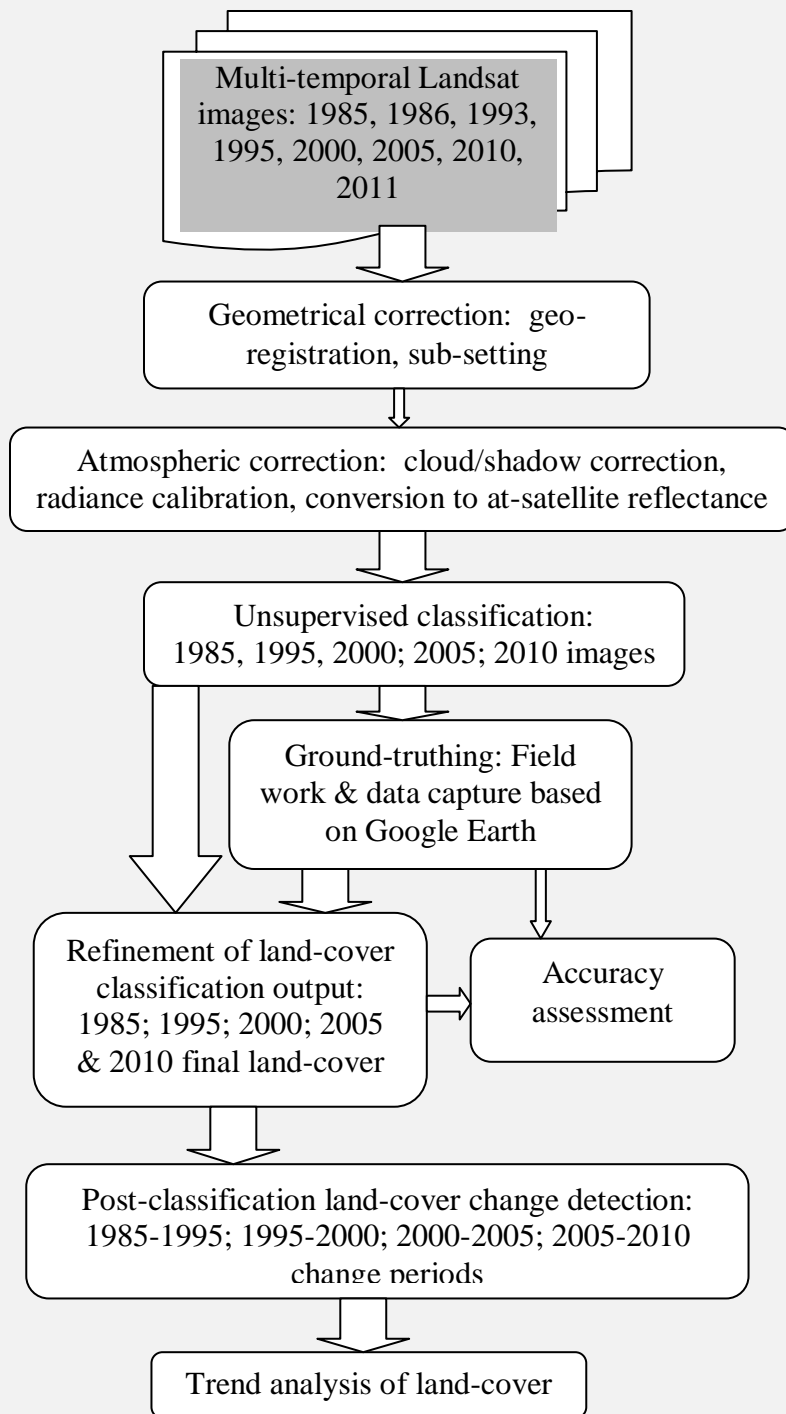 Multi-temporal Landsat
images: 1985, 1986, 1993,
1995, 2000, 2005, 2010,
2011
Geometrical correction:  geo-
registration, sub-setting
Atmospheric correction:  cloud/shadow correction,
radiance calibration, conversion to at-satellite reflectance
Unsupervised classification:
1985, 1995, 2000; 2005; 2010 images
Ground-truthing: Field
work & data capture based
on Google Earth
Refinement of land-cover
classification output:
1985; 1995; 2000; 2005
& 2010 final land-cover
Accuracy
assessment
Post-classification land-cover change detection:
1985-1995; 1995-2000; 2000-2005; 2005-2010
change periods
Trend analysis of land-cover